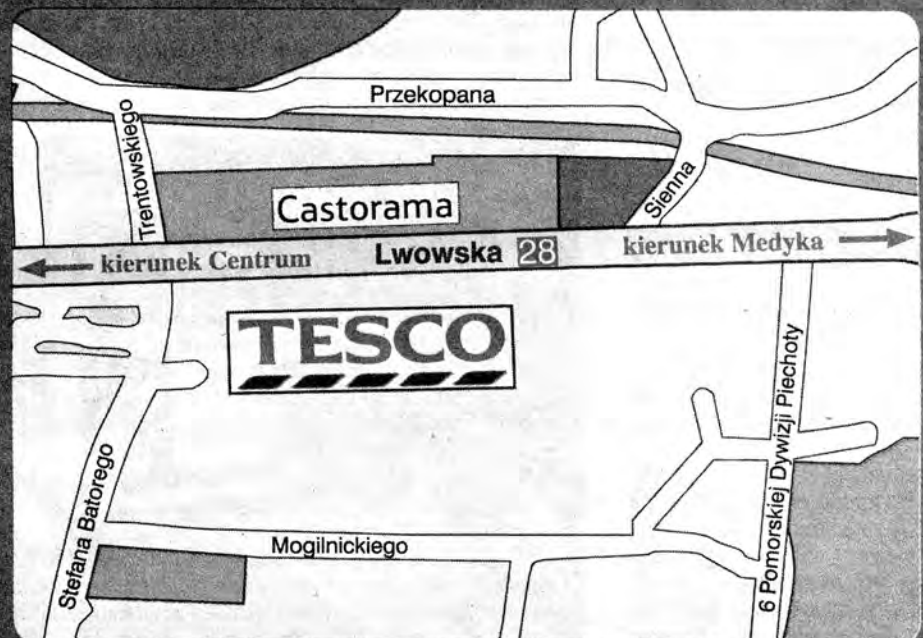 Przekopana
Trentowskiego
Sienna
Castorama
kierunek Centrum
Lwowska 28
kierunek Medyka
TESCO
6 Pomorskiej Dywizji Piechoty
Stefana Batorego
Mogilnickiego